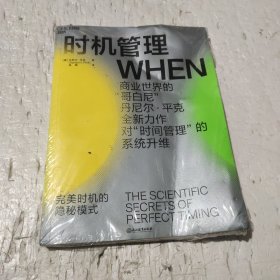 时机管理
WHEN
商业世界的
“哥白尼”
丹尼尔·平克
全新力作
对“时间管理”的
系统升维
完美时机的
隐秘模式
THE SCIENTIFIC
SECRETS OF
PERFECT TIMING